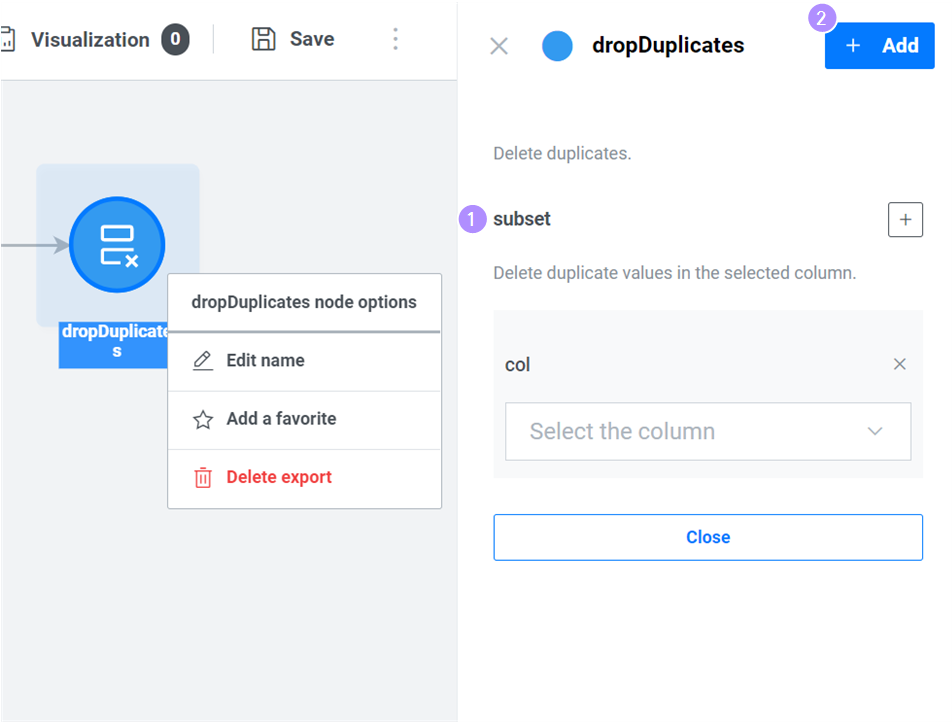 Visualization 0 Save
dropDuplicate
s
dropDuplicates node options
Edit name
Add a favorite
Delete export
2
dropDuplicates
+ Add
Delete duplicates.
1 subset +
Delete duplicate values in the selected column.
col
Select the column
Close